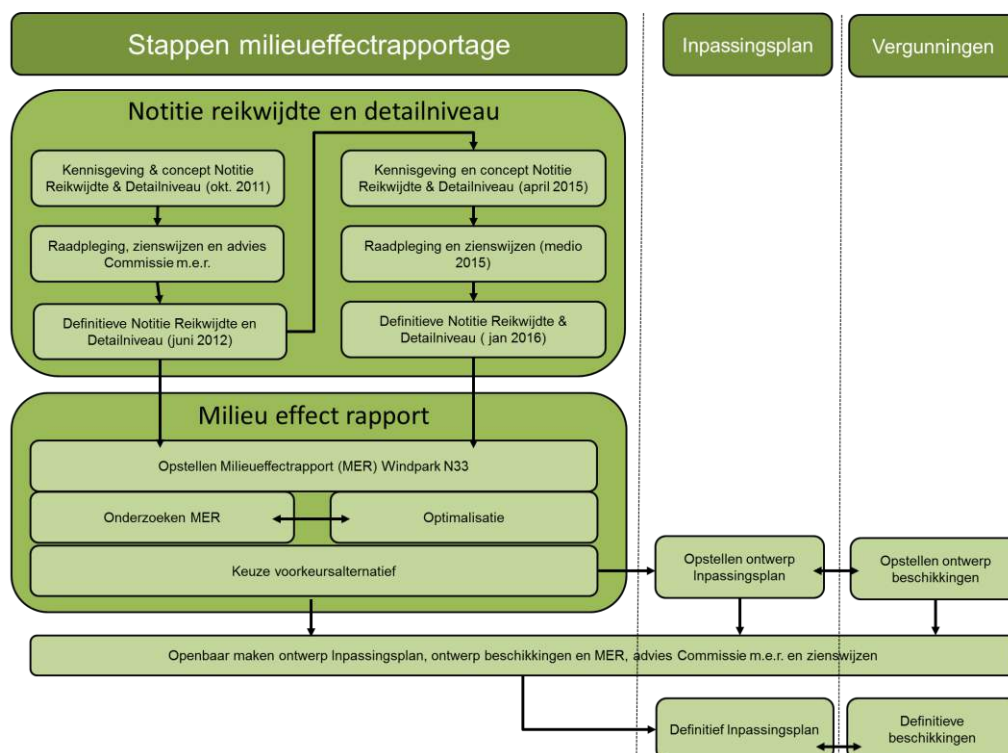 Stappen milieueffectrapportage
Inpassingsplan
Vergunningen
Notitie reikwijdte en detailniveau
Kennisgeving & concept Notitie
Reikwijdte & Detailniveau (okt. 2011)
Raadpleging, zienswijzen en advies
Commissie m.e.r.
Definitieve Notitie Reikwijdte en
Detailniveau (juni 2012)
Kennisgeving en concept Notitie
Reikwijdte & Detailniveau (april 2015)
Raadpleging en zienswijzen (medio
2015)
Definitieve Notitie Reikwijdte &
Detailniveau ( jan 2016)
Milieu effect rapport
Opstellen Milieueffectrapport (MER) Windpark N33
Onderzoeken MER
Optimalisatie
Keuze voorkeursalternatief
Opstellen ontwerp
Inpassingsplan
Opstellen ontwerp
beschikkingen
Openbaar maken ontwerp Inpassingsplan, ontwerp beschikkingen en MER, advies Commissie m.e.r. en zienswijzen
Definitief Inpassingsplan
Definitieve
beschikkingen